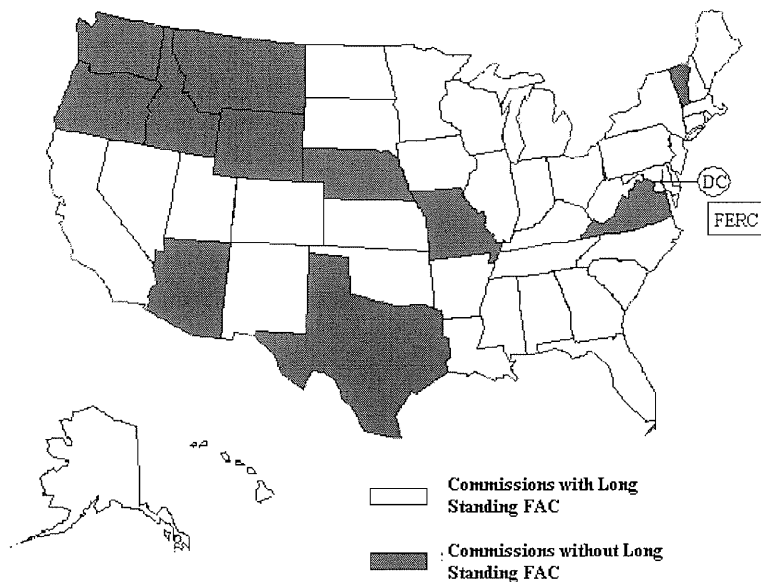 DC
FERC
Commissions with Long
Standing FAC
Commissions without Long
Standing FAC